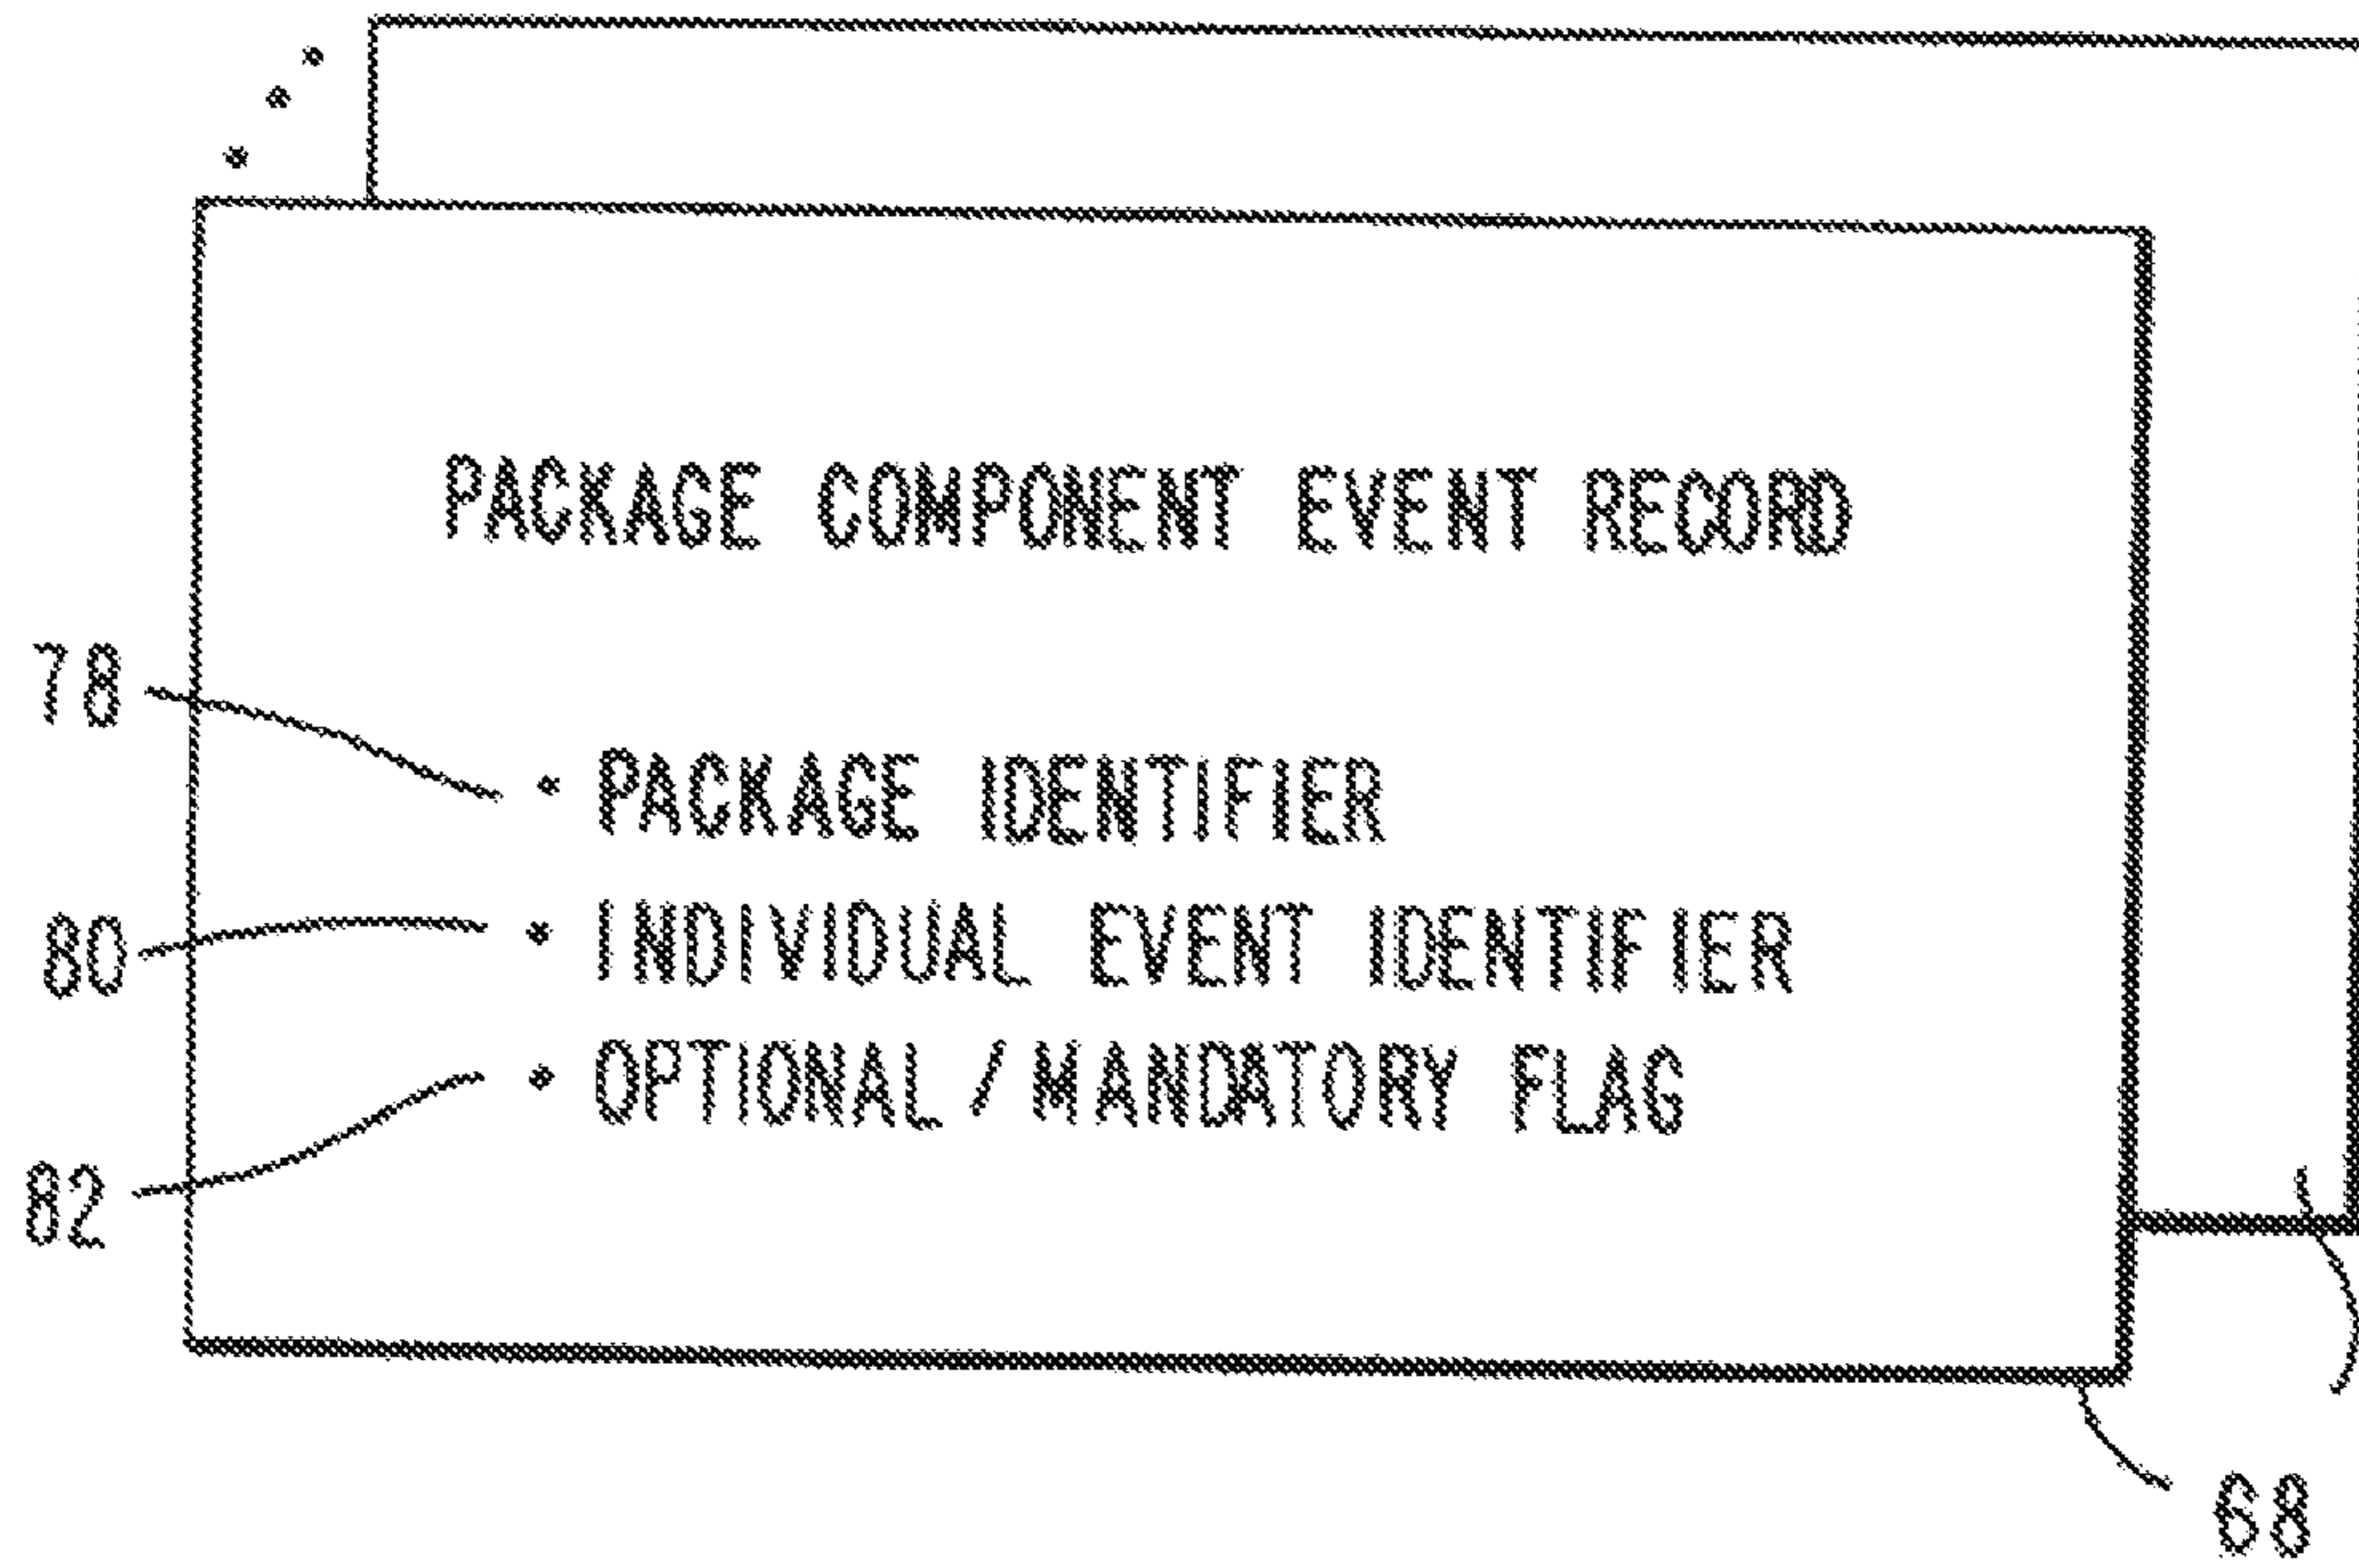 PACKAGE COMPONENT EVENT RECORD
78
• PACKAGE IDENTIFIER
80
• INDIVIDUAL EVENT IDENTIFIER
• OPTIONAL / MANDATORY FLAG
82
68